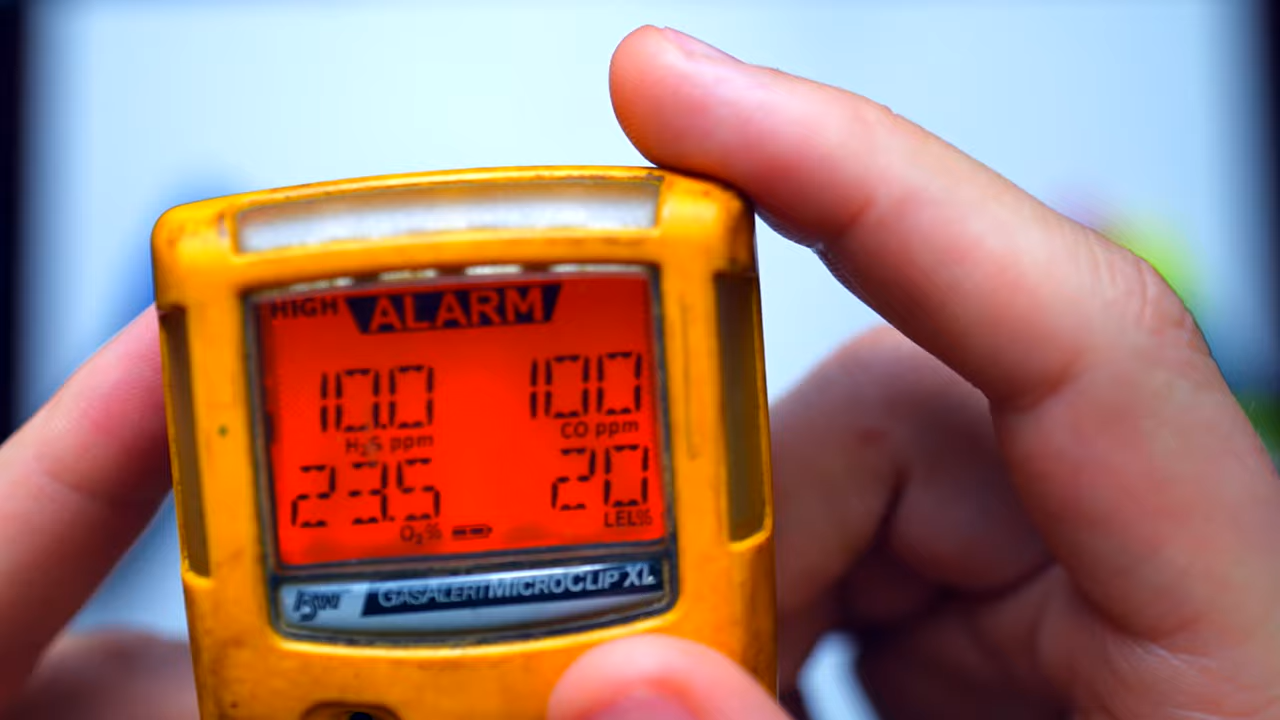 HIGH ALARM
10.0 100
H₂S ppm CO ppm
23.5 20
O₂% LEL%
BW GASALERTMICROCLIP XL